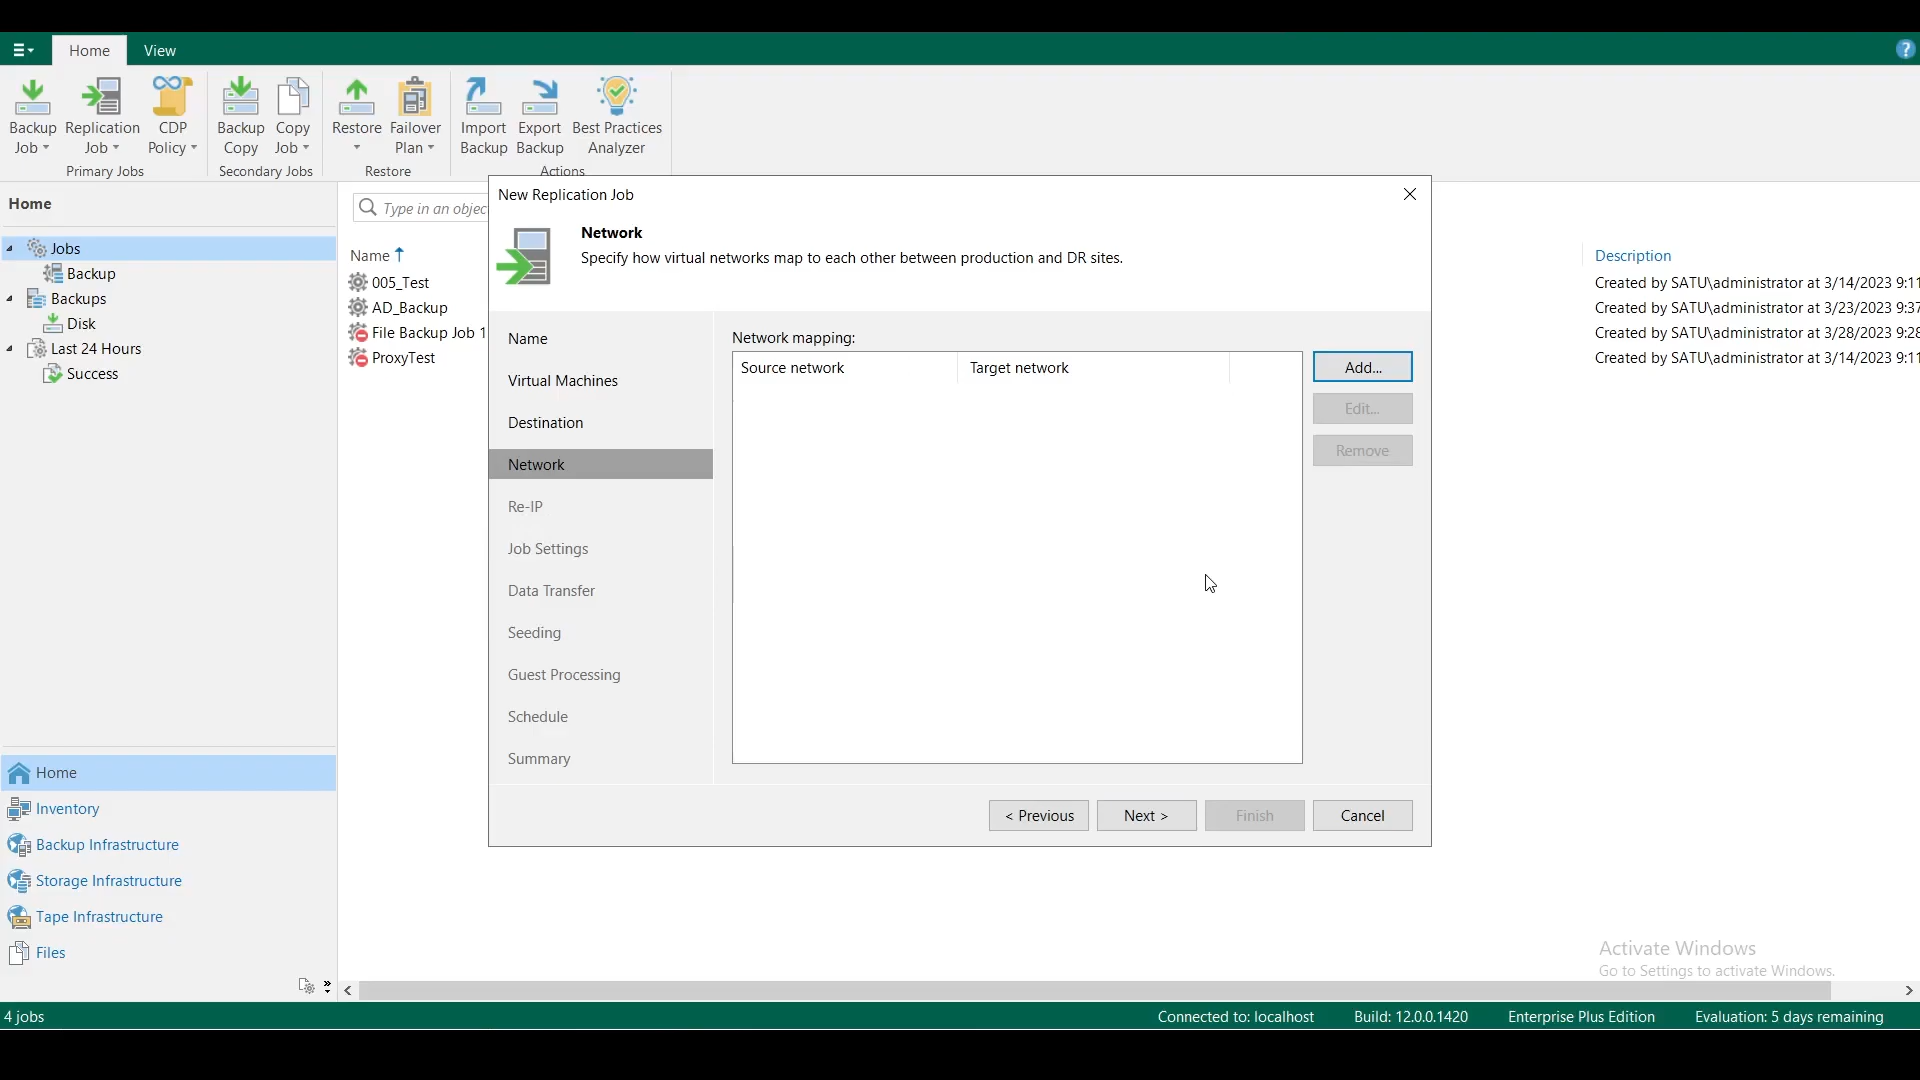 Home
View
?
Backup
Job
Replication
Job
CDP
Policy
Backup
Copy
Copy
Job
Restore
Failover
Plan
Import
Backup
Export
Backup
Best Practices
Analyzer
Primary Jobs
Secondary Jobs
Restore
Actions
Home
Jobs
Backup
Backups
Disk
Last 24 Hours
Success
Type in an objec
Name
005_Test
AD_Backup
File Backup Job 1
ProxyTest
Description
Created by SATU\administrator at 3/14/2023 9:11
Created by SATU\administrator at 3/23/2023 9:37
Created by SATU\administrator at 3/28/2023 9:28
Created by SATU\administrator at 3/14/2023 9:11
New Replication Job
Network
Specify how virtual networks map to each other between production and DR sites.
Name
Virtual Machines
Destination
Network
Re-IP
Job Settings
Data Transfer
Seeding
Guest Processing
Schedule
Summary
Network mapping:
Source network
Target network
Add...
Edit...
Remove
< Previous
Next >
Finish
Cancel
Home
Inventory
Backup Infrastructure
Storage Infrastructure
Tape Infrastructure
Files
Activate Windows
Go to Settings to activate Windows.
4 jobs
Connected to: localhost
Build: 12.0.0.1420
Enterprise Plus Edition
Evaluation: 5 days remaining